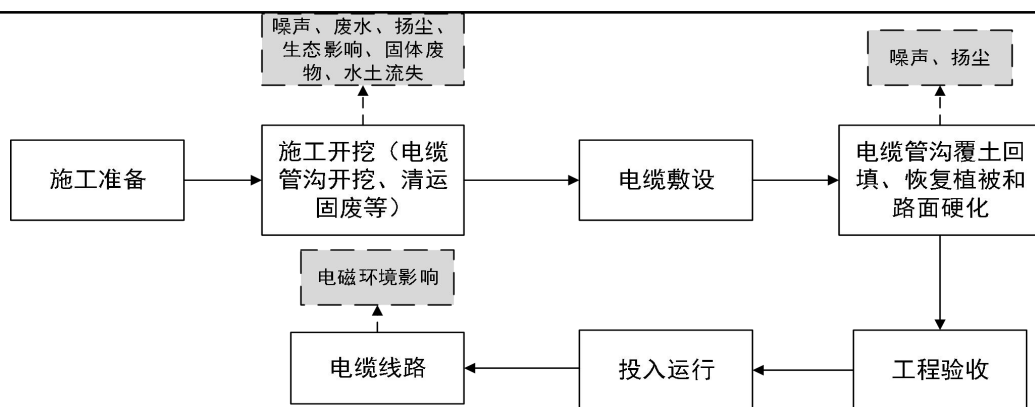 噪声、废水、扬尘、
生态影响、固体废
物、水土流失
噪声、扬尘
施工准备
施工开挖（电缆
管沟开挖、清运
固废等）
电缆敷设
电缆管沟覆土回
填、恢复植被和
路面硬化
电磁环境影响
电缆线路
投入运行
工程验收